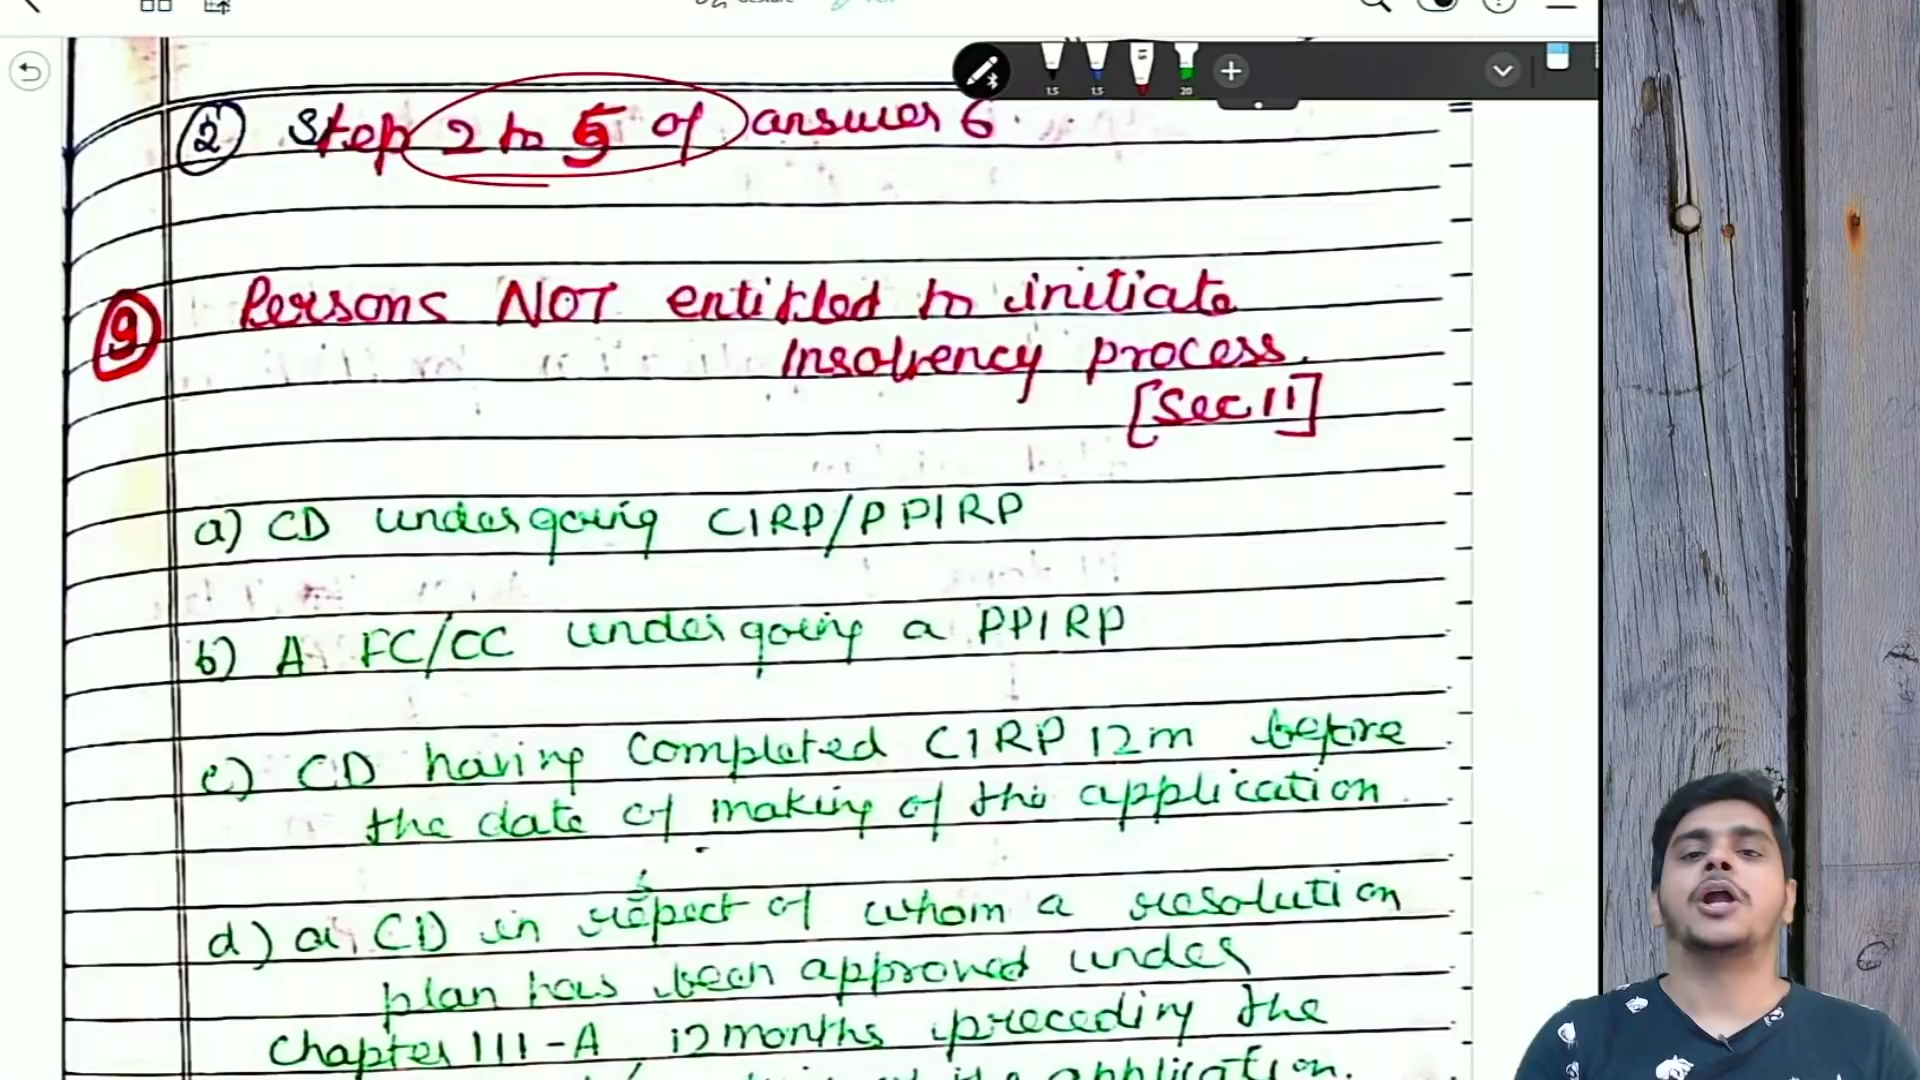 ② Step 2 to 5 of answer 6.
⑨ Persons NOT entitled to initiate
Insolvency process.
[Sec 11]
a) CD undergoing CIRP/PPIRP
b) A FC/CC undergoing a PPIRP
c) CD having completed CIRP 12m before
the date of making of the application
d) a CD in respect of whom a resolution
plan has been approved under
Chapter III-A, 12 months preceding the
application.